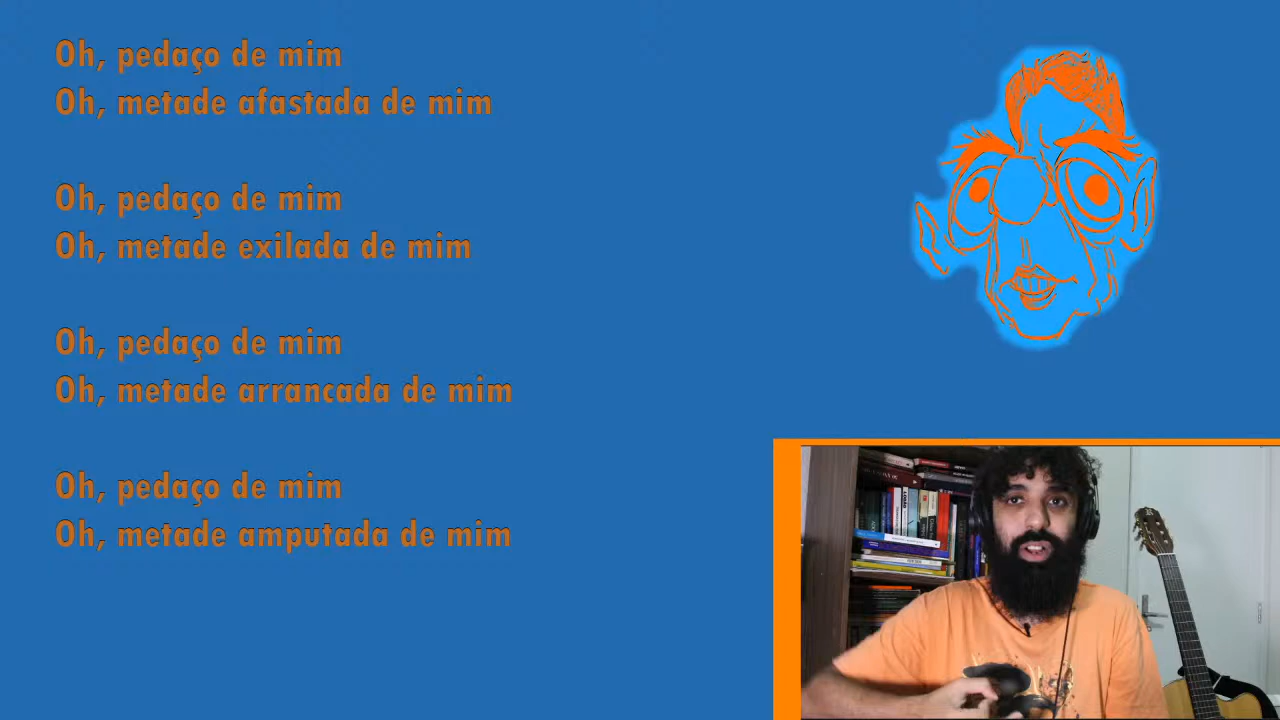 Oh, pedaço de mim
Oh, metade afastada de mim
Oh, pedaço de mim
Oh, metade exilada de mim
Oh, pedaço de mim
Oh, metade arrancada de mim
Oh, pedaço de mim
Oh, metade amputada de mim